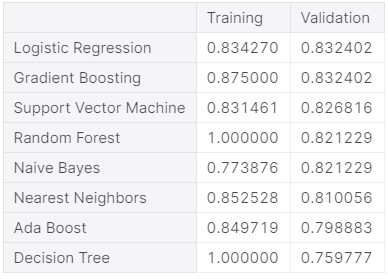 Training Validation
Logistic Regression 0.834270 0.832402
Gradient Boosting 0.875000 0.832402
Support Vector Machine 0.831461 0.826816
Random Forest 1.000000 0.821229
Naive Bayes 0.773876 0.821229
Nearest Neighbors 0.852528 0.810056
Ada Boost 0.849719 0.798883
Decision Tree 1.000000 0.759777